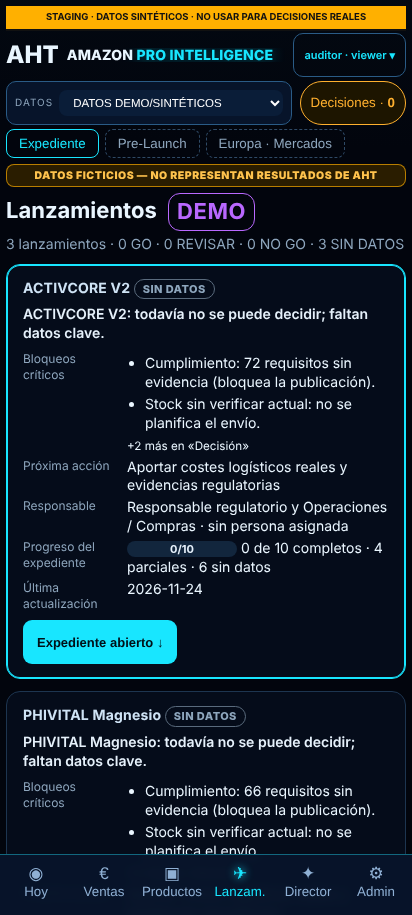 STAGING · DATOS SINTÉTICOS · NO USAR PARA DECISIONES REALES
AHT AMAZON PRO INTELLIGENCE
auditor · viewer ▾
DATOS DATOS DEMO/SINTÉTICOS
Decisiones · 0
Expediente Pre-Launch Europa · Mercados
DATOS FICTICIOS — NO REPRESENTAN RESULTADOS DE AHT
Lanzamientos DEMO
3 lanzamientos · 0 GO · 0 REVISAR · 0 NO GO · 3 SIN DATOS
ACTIVCORE V2 SIN DATOS
ACTIVCORE V2: todavía no se puede decidir; faltan
datos clave.
Bloqueos
críticos
• Cumplimiento: 72 requisitos sin
evidencia (bloquea la publicación).
• Stock sin verificar actual: no se
planifica el envío.
+2 más en «Decisión»
Próxima acción
Aportar costes logísticos reales y
evidencias regulatorias
Responsable
Responsable regulatorio y Operaciones
/ Compras · sin persona asignada
Progreso del
expediente
0/10 0 de 10 completos · 4
parciales · 6 sin datos
Última
actualización
2026-11-24
Expediente abierto ↓
PHIVITAL Magnesio SIN DATOS
PHIVITAL Magnesio: todavía no se puede decidir;
faltan datos clave.
Bloqueos
críticos
• Cumplimiento: 66 requisitos sin
evidencia (bloquea la publicación).
• Stock sin verificar actual: no se
planifica el envío.
Hoy Ventas Productos Lanzam. Director Admin